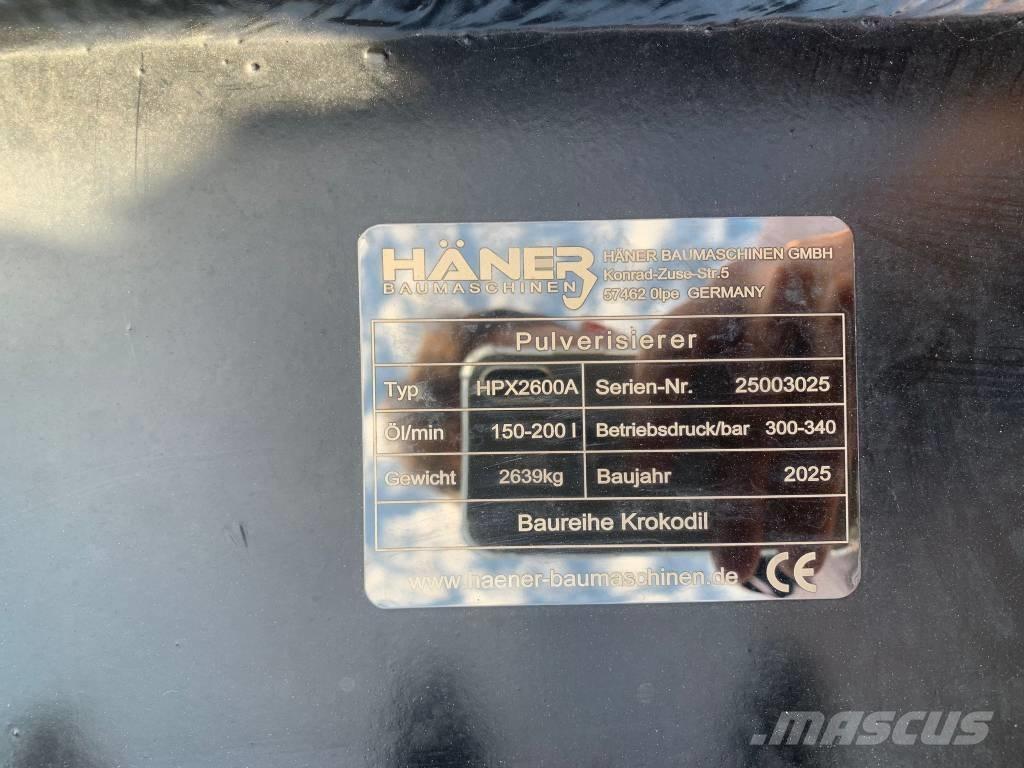 HÄNER BAUMASCHINEN
HÄNER BAUMASCHINEN GMBH
Konrad-Zuse-Str.5
57462 Olpe GERMANY
Pulverisierer
Typ HPX2600A Serien-Nr. 25003025
Öl/min 150-200 l Betriebsdruck/bar 300-340
Gewicht 2639kg Baujahr 2025
Baureihe Krokodil
www.haener-baumaschinen.de CE
MASCUS